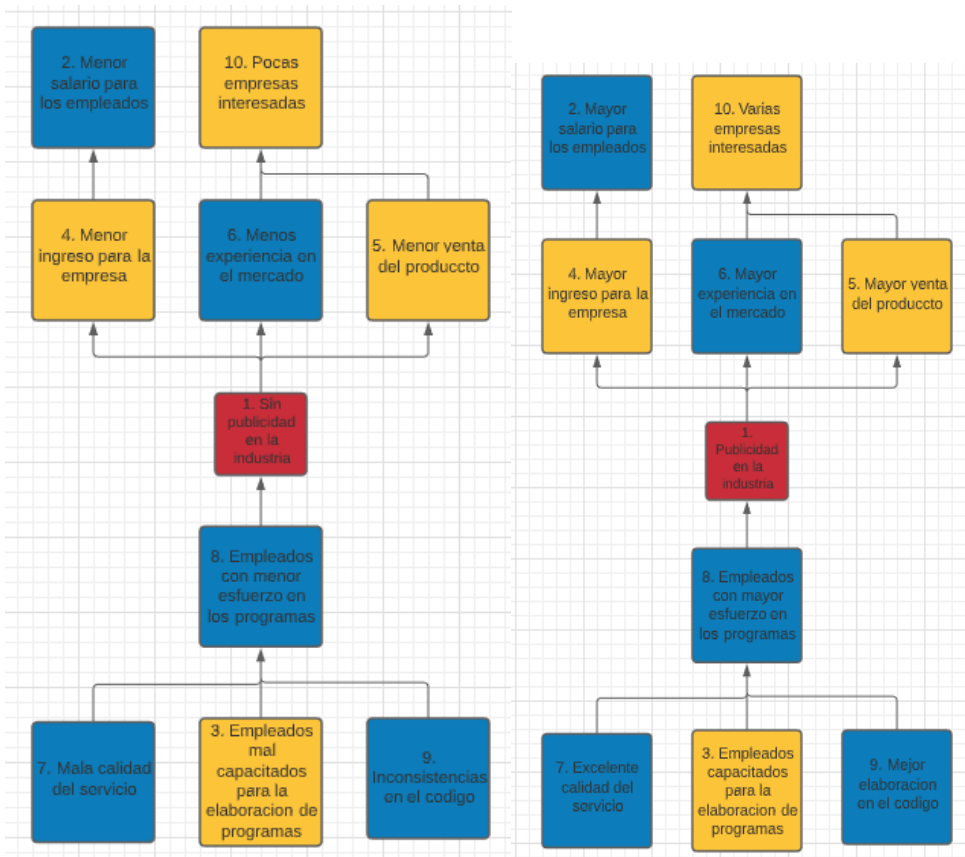 2. Menor
salario para
los empleados
10. Pocas
empresas
interesadas
4. Menor
ingreso para la
empresa
6. Menos
experiencia en
el mercado
5. Menor venta
del produccto
1. Sin
publicidad
en la
industria
8. Empleados
con menor
esfuerzo en
los programas
7. Mala calidad
del servicio
3. Empleados
mal
capacitados
para la
elaboracion de
programas
9.
Inconsistencias
en el codigo
2. Mayor
salario para
los empleados
10. Varias
empresas
interesadas
4. Mayor
ingreso para la
empresa
6. Mayor
experiencia en
el mercado
5. Mayor venta
del produccto
1.
Publicidad
en la
industria
8. Empleados
con mayor
esfuerzo en
los programas
7. Excelente
calidad del
servicio
3. Empleados
capacitados
para la
elaboracion de
programas
9. Mejor
elaboracion
en el codigo